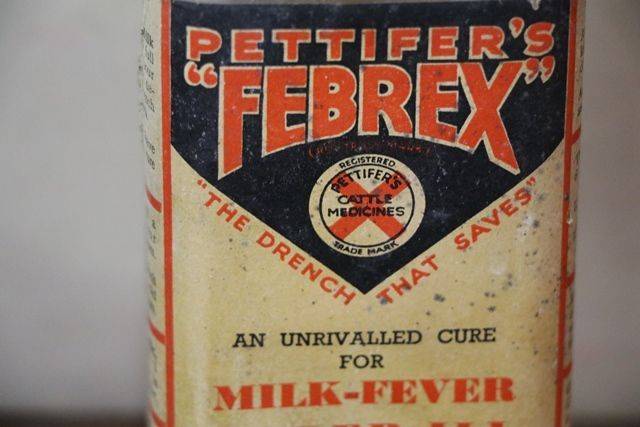 PETTIFER'S
"FEBREX"
REGISTERED
PETTIFER'S
CATTLE
MEDICINES
TRADE MARK
"THE DRENCH THAT SAVES"
AN UNRIVALLED CURE
FOR
MILK-FEVER